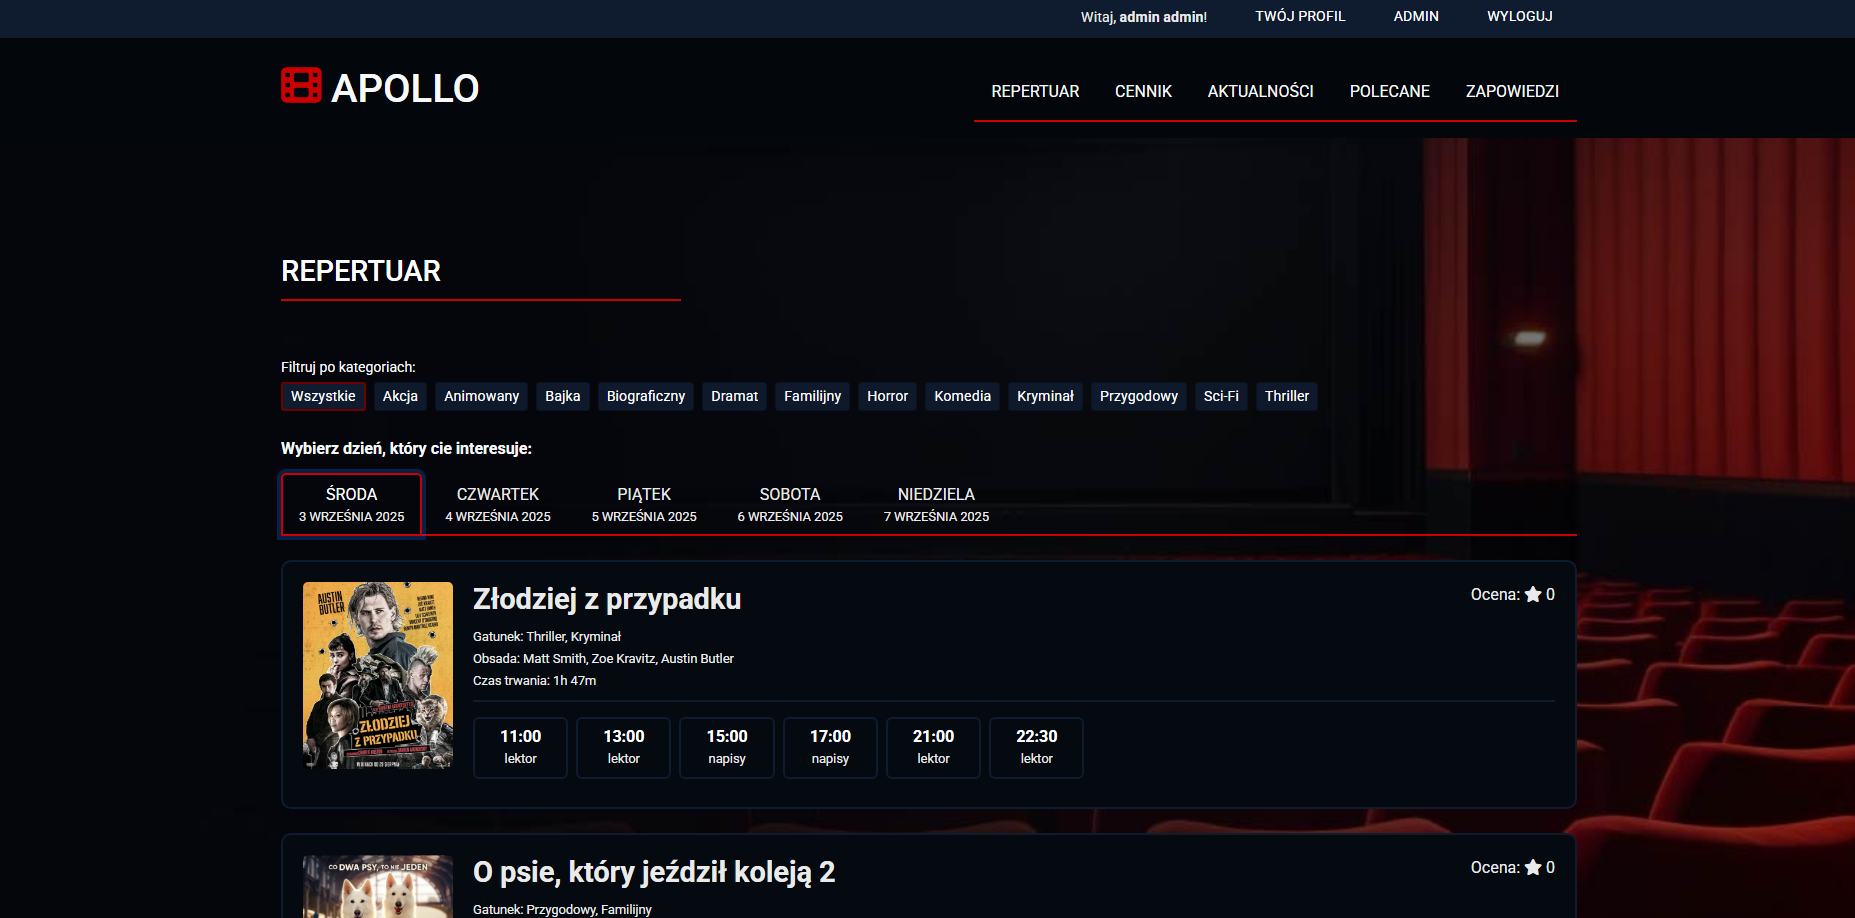 Witaj, admin admin! TWÓJ PROFIL ADMIN WYLOGUJ
APOLLO
REPERTUAR CENNIK AKTUALNOŚCI POLECANE ZAPOWIEDZI
REPERTUAR
Filtruj po kategoriach:
Wszystkie Akcja Animowany Bajka Biograficzny Dramat Familijny Horror Komedia Kryminał Przygodowy Sci-Fi Thriller
Wybierz dzień, który cie interesuje:
ŚRODA CZWARTEK PIĄTEK SOBOTA NIEDZIELA
3 WRZEŚNIA 2025 4 WRZEŚNIA 2025 5 WRZEŚNIA 2025 6 WRZEŚNIA 2025 7 WRZEŚNIA 2025
AUSTIN
BUTLER
ZŁODZIEJ
Z PRZYPADKU
Złodziej z przypadku
Ocena: 0
Gatunek: Thriller, Kryminał
Obsada: Matt Smith, Zoe Kravitz, Austin Butler
Czas trwania: 1h 47m
11:00 13:00 15:00 17:00 21:00 22:30
lektor lektor napisy napisy lektor lektor
CO DWA PSY, TO NIE JEDEN
O psie, który jeździł koleją 2
Ocena: 0
Gatunek: Przygodowy, Familijny